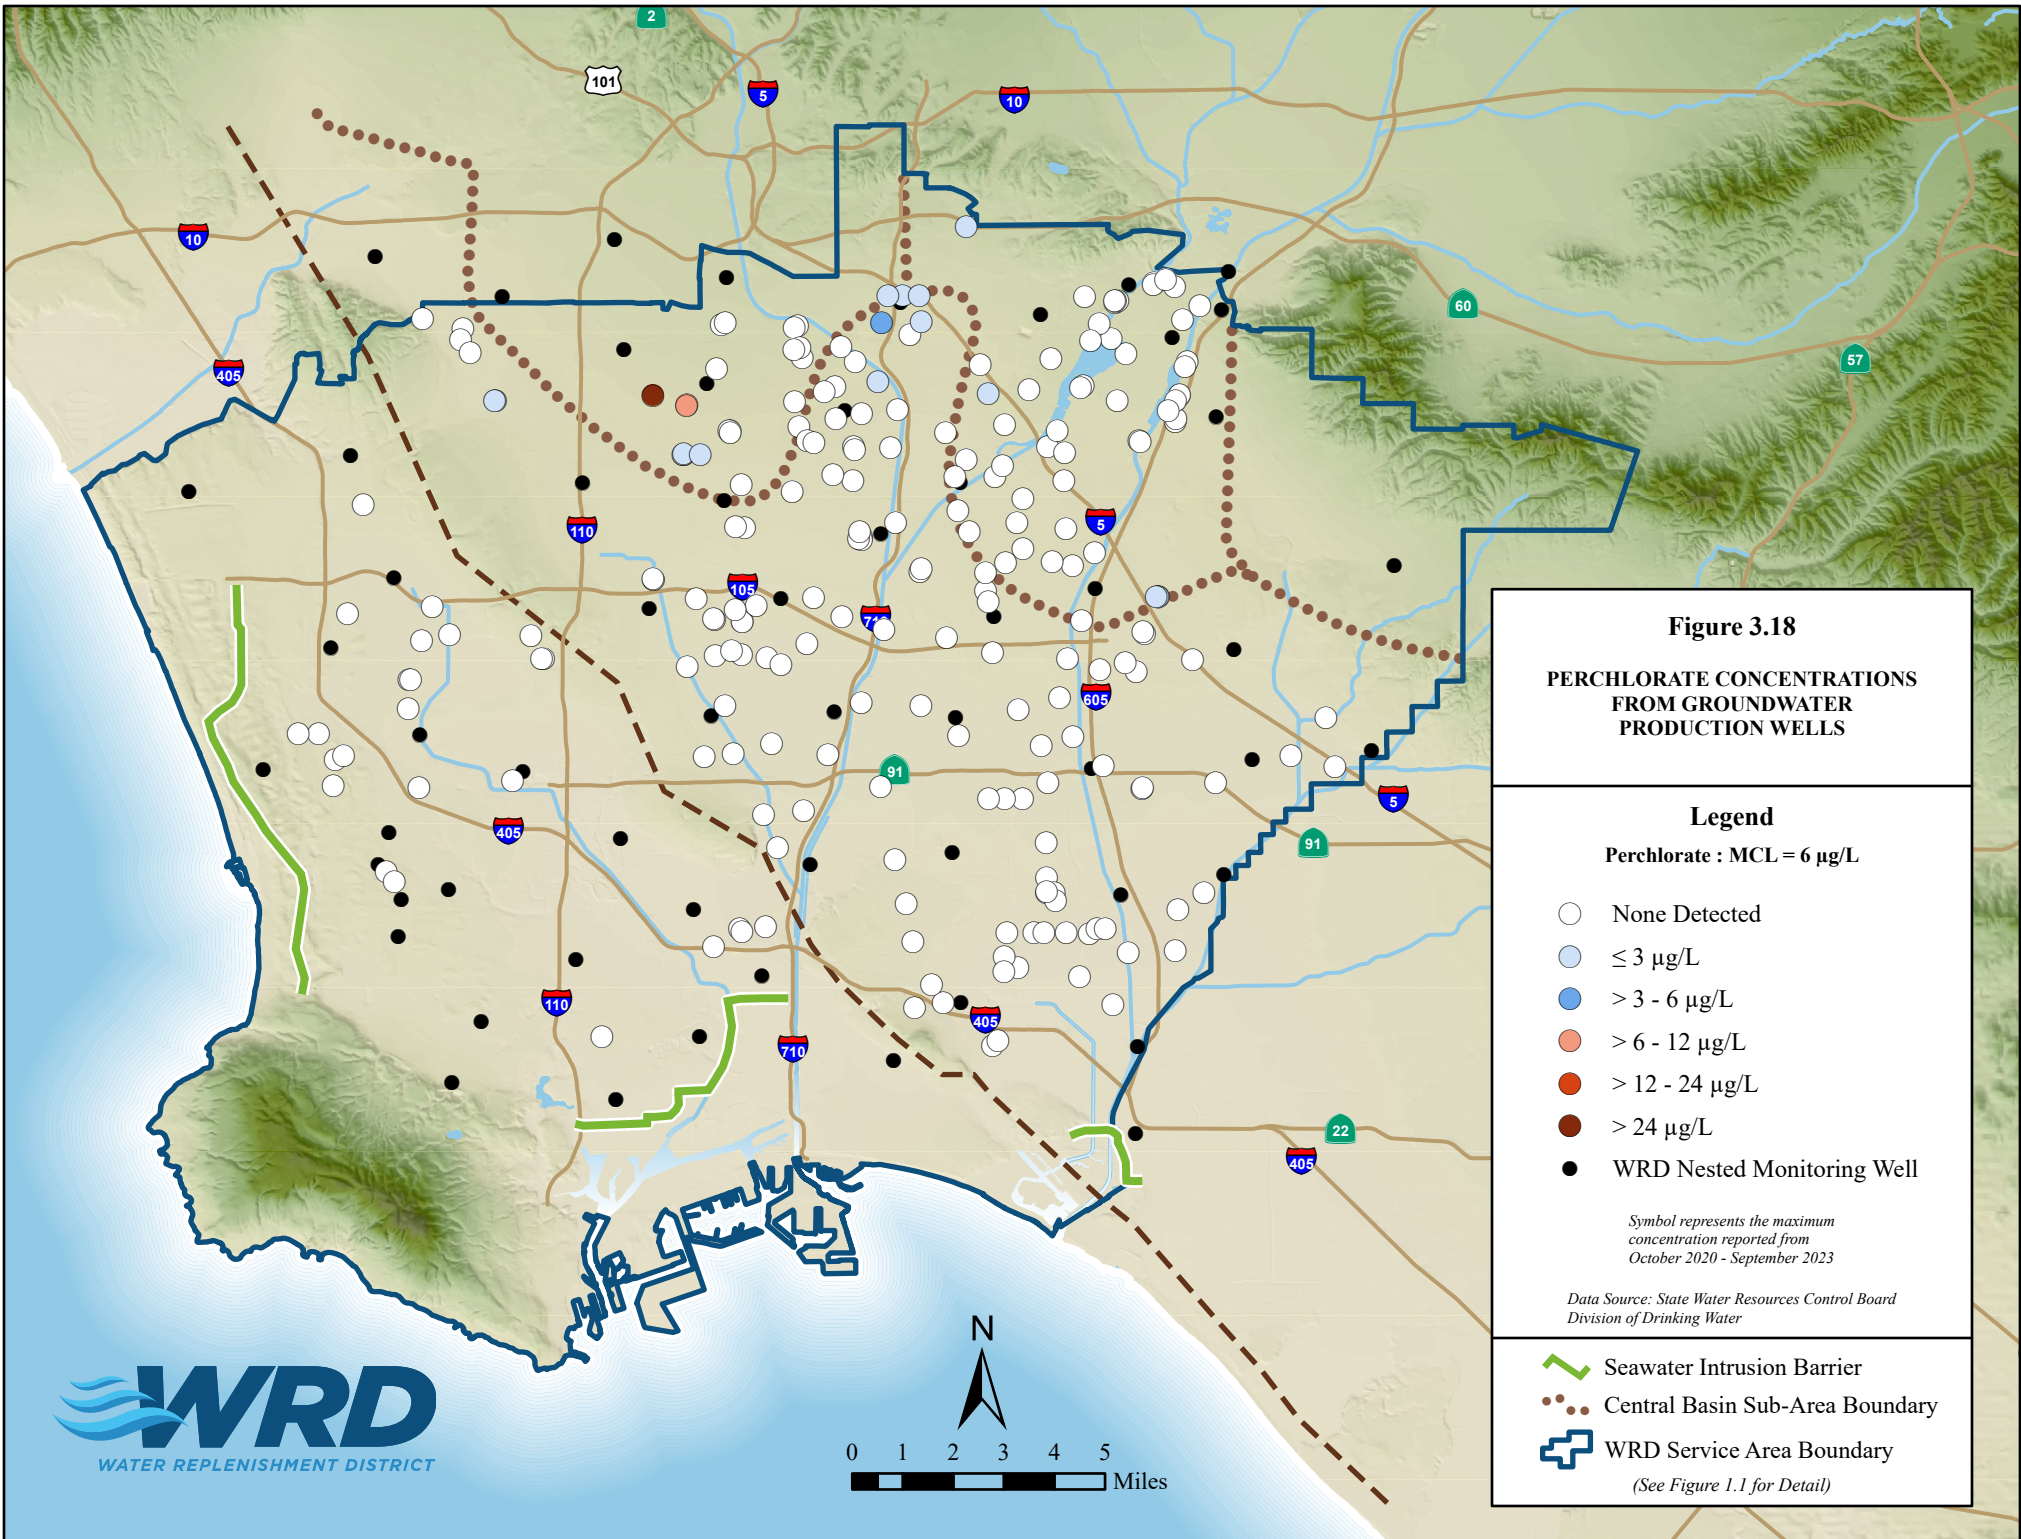 2
101
5
10
10
60
57
405
110
5
105
710
605
91
5
91
405
110
405
710
22
405
Figure 3.18
PERCHLORATE CONCENTRATIONS
FROM GROUNDWATER
PRODUCTION WELLS
Legend
Perchlorate : MCL = 6 µg/L
None Detected
≤ 3 µg/L
> 3 - 6 µg/L
> 6 - 12 µg/L
> 12 - 24 µg/L
> 24 µg/L
WRD Nested Monitoring Well
Symbol represents the maximum
concentration reported from
October 2020 - September 2023
Data Source: State Water Resources Control Board
Division of Drinking Water
Seawater Intrusion Barrier
Central Basin Sub-Area Boundary
WRD Service Area Boundary
(See Figure 1.1 for Detail)
N
0 1 2 3 4 5
Miles
WRD
WATER REPLENISHMENT DISTRICT